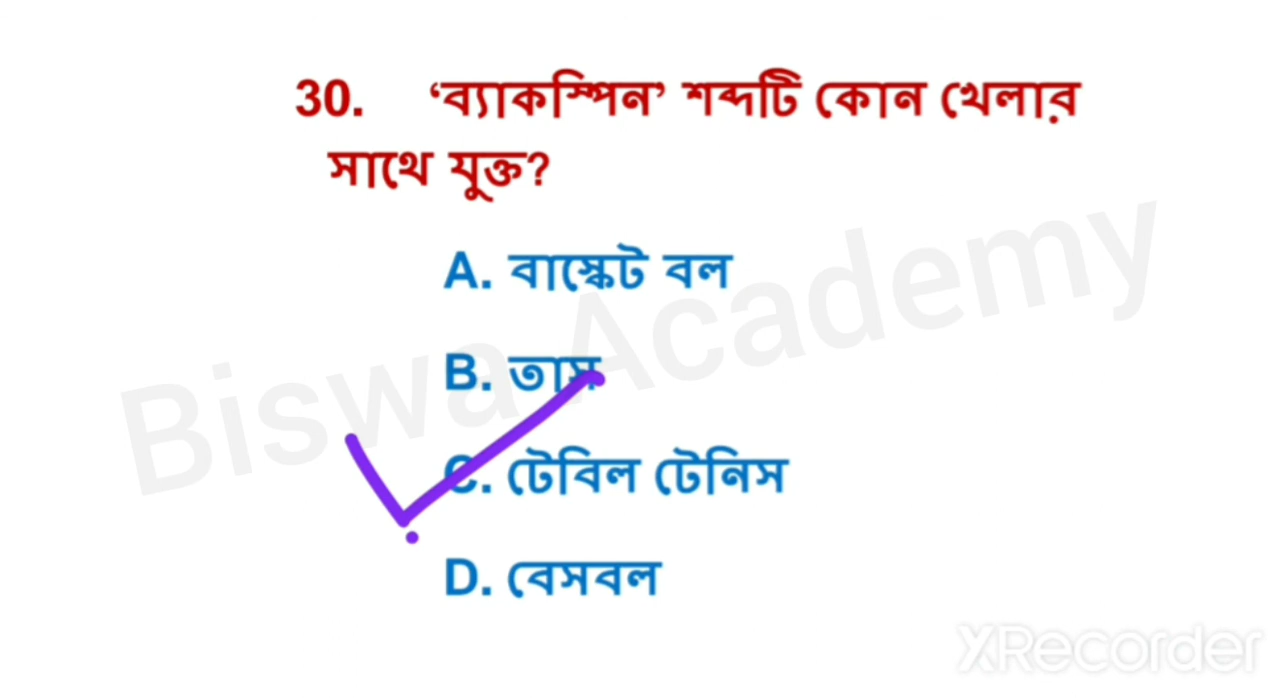 30. ‘ব্যাকস্পিন’ শব্দটি কোন খেলার
সাথে যুক্ত?
A. বাস্কেট বল
B. তাস
C. টেবিল টেনিস
D. বেসবল
Biswa Academy
XRecorder